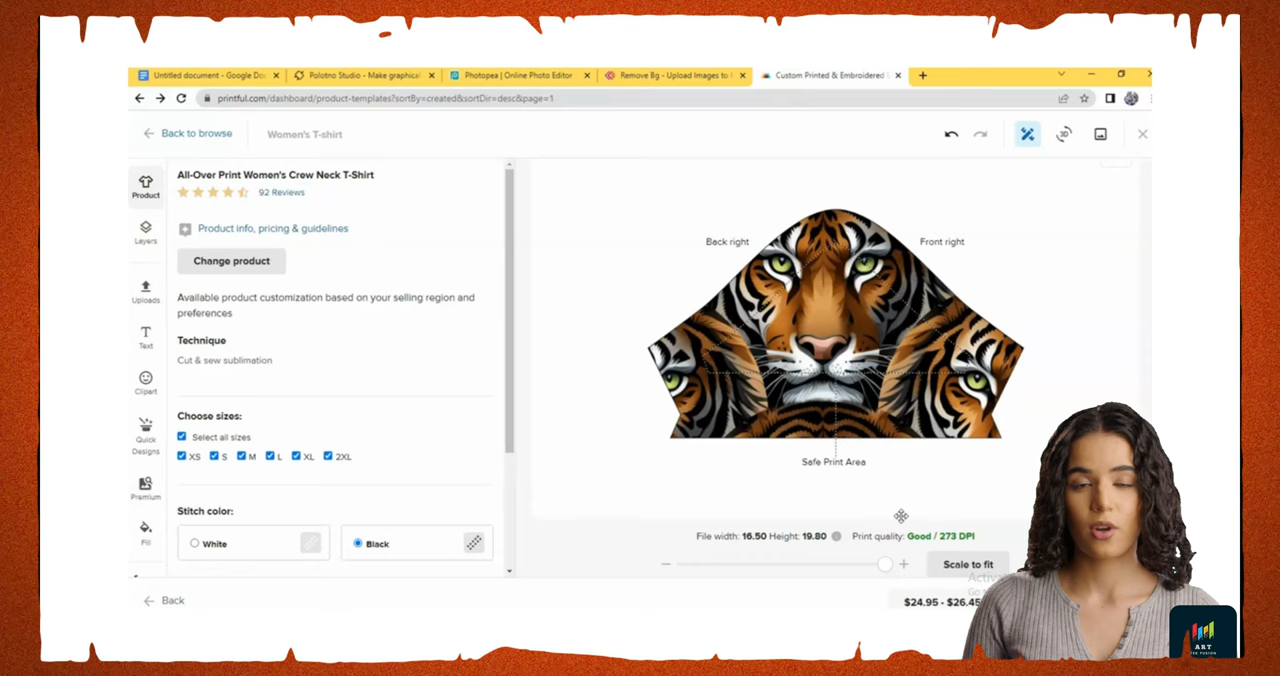 Untitled document - Google Do
Polotno Studio - Make graphical
Photopea | Online Photo Editor
Remove Bg - Upload Images to
Custom Printed & Embroidered
printful.com/dashboard/product-templates?sortBy=created&sortDir=desc&page=1
Back to browse
Women's T-shirt
3D
Product
Layers
Uploads
Text
Clipart
Quick
Designs
Premium
Fill
All-Over Print Women's Crew Neck T-Shirt
92 Reviews
Product info, pricing & guidelines
Change product
Available product customization based on your selling region and
preferences
Technique
Cut & sew sublimation
Choose sizes:
Select all sizes
XS S M L XL 2XL
Stitch color:
White
Black
Back right
Front right
Safe Print Area
File width: 16.50 Height: 19.80 Print quality: Good / 273 DPI
Scale to fit
Activa
Go
Back
$24.95 - $26.45
ART
FUSION